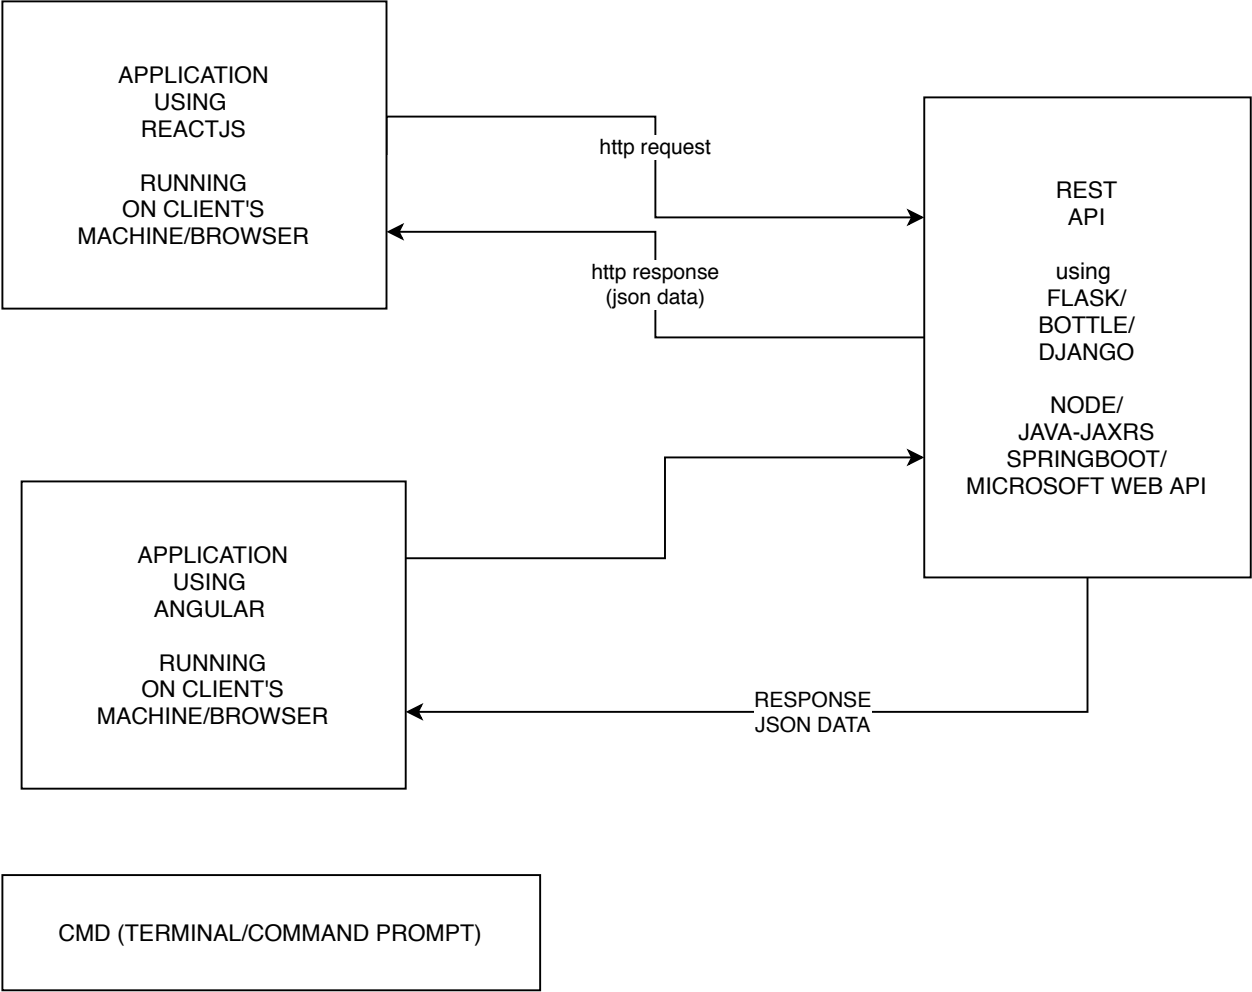 APPLICATION
USING
REACTJS
RUNNING
ON CLIENT'S
MACHINE/BROWSER
http request
http response
(json data)
REST
API
using
FLASK/
BOTTLE/
DJANGO
NODE/
JAVA-JAXRS
SPRINGBOOT/
MICROSOFT WEB API
APPLICATION
USING
ANGULAR
RUNNING
ON CLIENT'S
MACHINE/BROWSER
RESPONSE
JSON DATA
CMD (TERMINAL/COMMAND PROMPT)